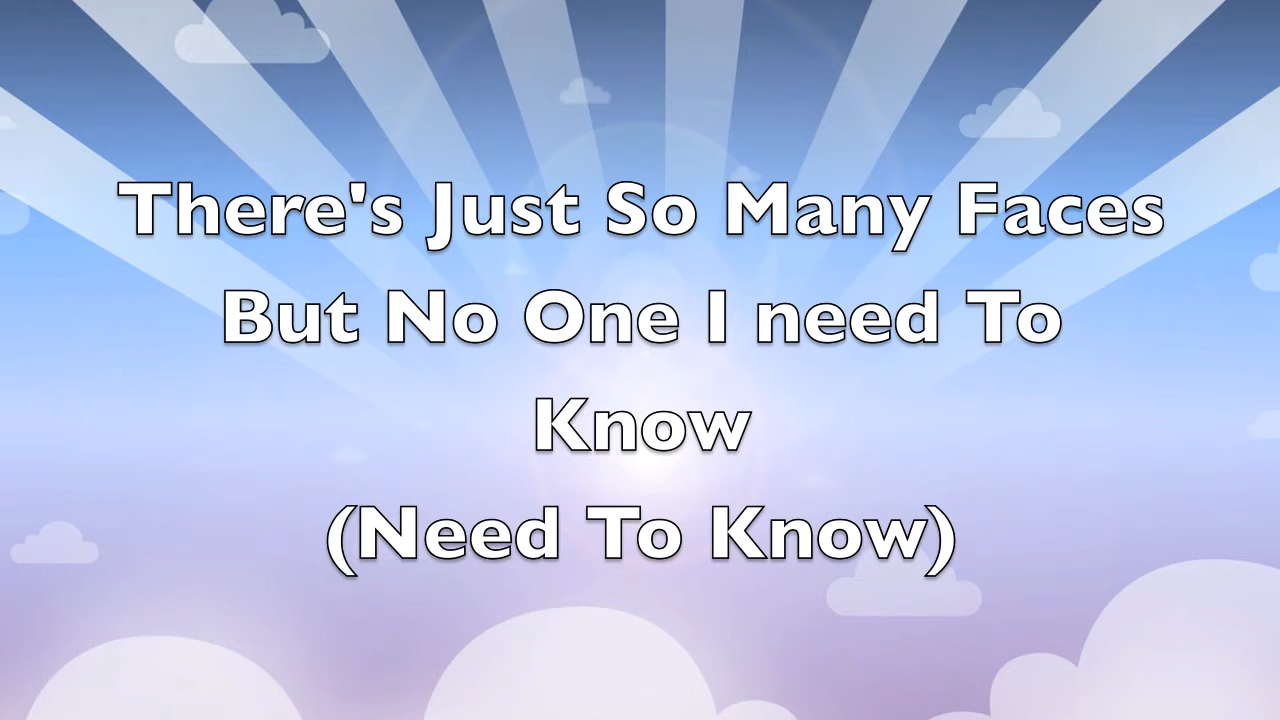 There's Just So Many Faces
But No One I need To
Know
(Need To Know)